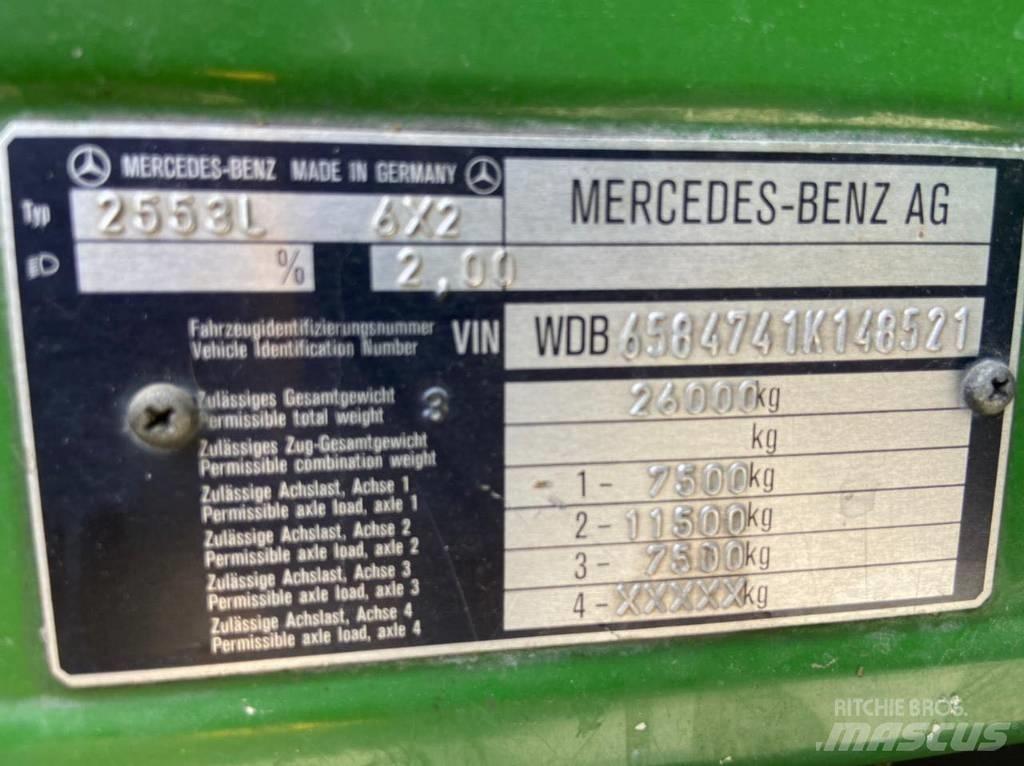 MERCEDES-BENZ MADE IN GERMANY
MERCEDES-BENZ AG
Typ 2553L 6X2
% 2,00
Fahrzeugidentifizierungsnummer
Vehicle Identification Number
VIN WDB 6584741K148521
Zulässiges Gesamtgewicht
Permissible total weight
3 26000kg
Zulässiges Zug-Gesamtgewicht
Permissible combination weight
kg
Zulässige Achslast, Achse 1
Permissible axle load, axle 1
1 - 7500kg
Zulässige Achslast, Achse 2
Permissible axle load, axle 2
2 - 11500kg
Zulässige Achslast, Achse 3
Permissible axle load, axle 3
3 - 7500kg
Zulässige Achslast, Achse 4
Permissible axle load, axle 4
4 - XXXXXkg
RITCHIE BROS.
MASCUS